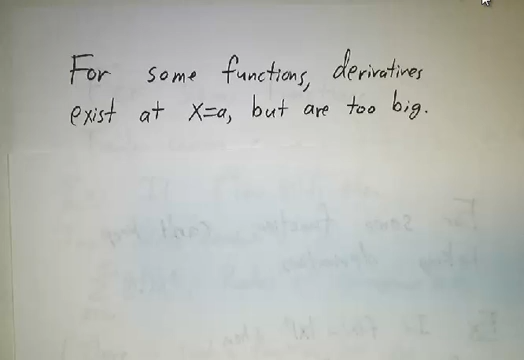 For some functions, derivatives
exist at x=a, but are too big.